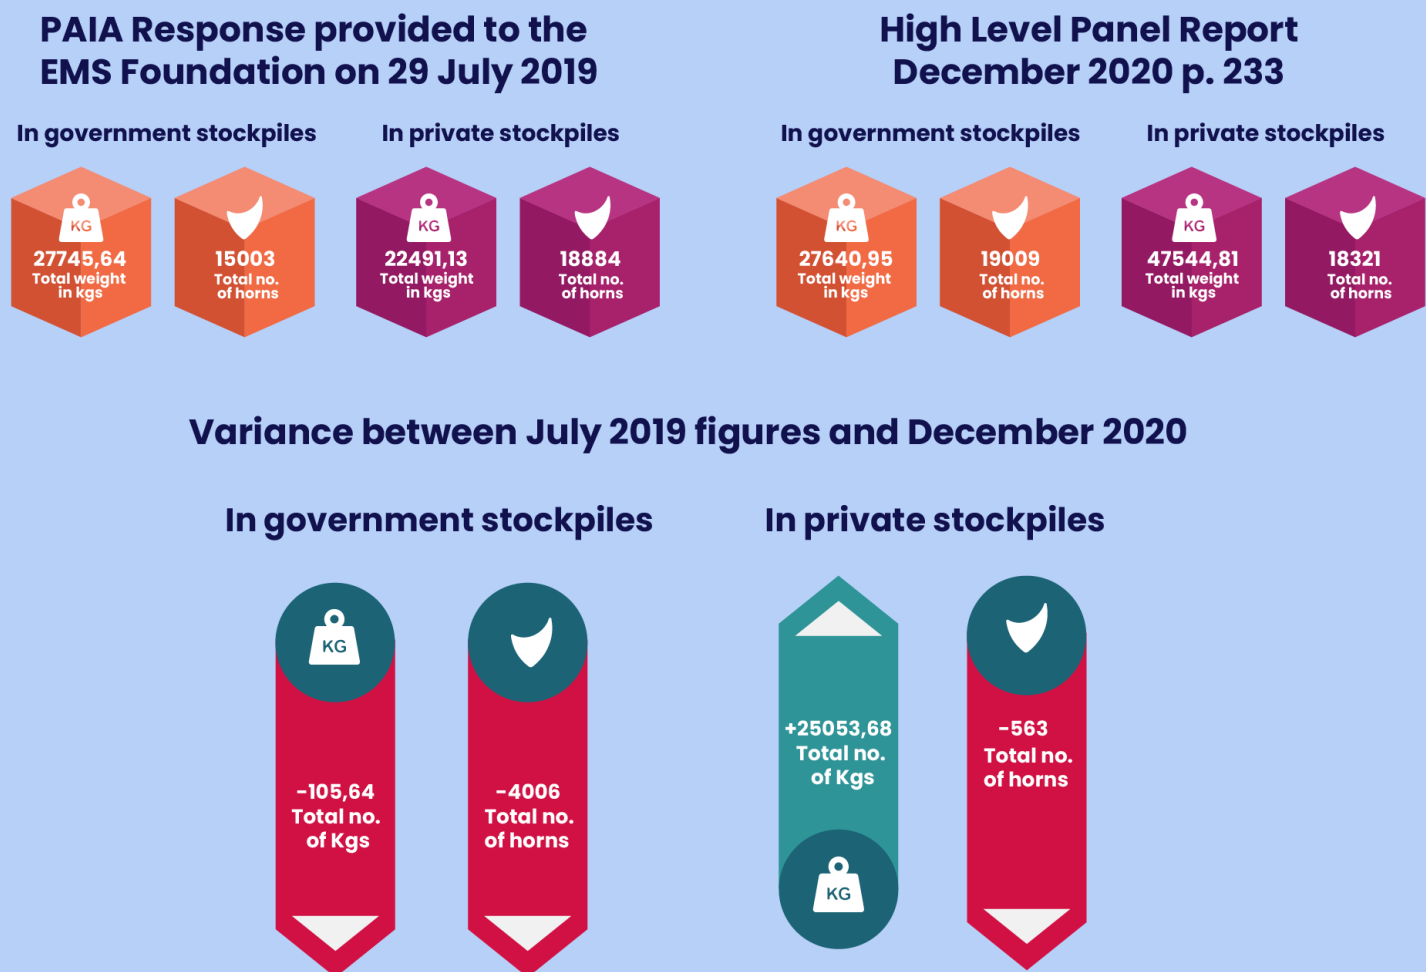 PAIA Response provided to the
EMS Foundation on 29 July 2019
In government stockpiles
In private stockpiles
KG
27745,64
Total weight
in kgs
15003
Total no.
of horns
KG
22491,13
Total weight
in kgs
18884
Total no.
of horns
High Level Panel Report
December 2020 p. 233
In government stockpiles
In private stockpiles
KG
27640,95
Total weight
in kgs
19009
Total no.
of horns
KG
47544,81
Total weight
in kgs
18321
Total no.
of horns
Variance between July 2019 figures and December 2020
In government stockpiles
KG
-105,64
Total no.
of Kgs
-4006
Total no.
of horns
In private stockpiles
+25053,68
Total no.
of Kgs
KG
-563
Total no.
of horns